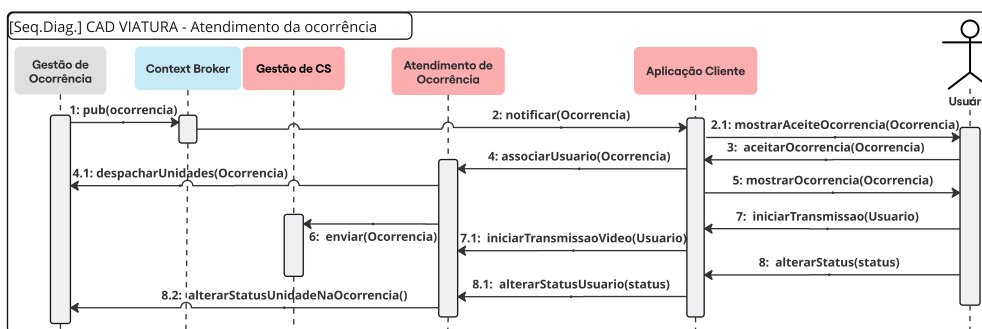 [Seq.Diag.] CAD VIATURA - Atendimento da ocorrência
Gestão de
Ocorrência
Context Broker
Gestão de CS
Atendimento de
Ocorrência
Aplicação Cliente
Usuár
1: pub(ocorrencia)
2: notificar(Ocorrencia)
2.1: mostrarAceiteOcorrencia(Ocorrencia)
3: aceitarOcorrencia(Ocorrencia)
4: associarUsuario(Ocorrencia)
4.1: despacharUnidades(Ocorrencia)
5: mostrarOcorrencia(Ocorrencia)
6: enviar(Ocorrencia)
7: iniciarTransmissao(Usuario)
7.1: iniciarTransmissaoVideo(Usuario)
8: alterarStatus(status)
8.1: alterarStatusUsuario(status)
8.2: alterarStatusUnidadeNaOcorrencia()